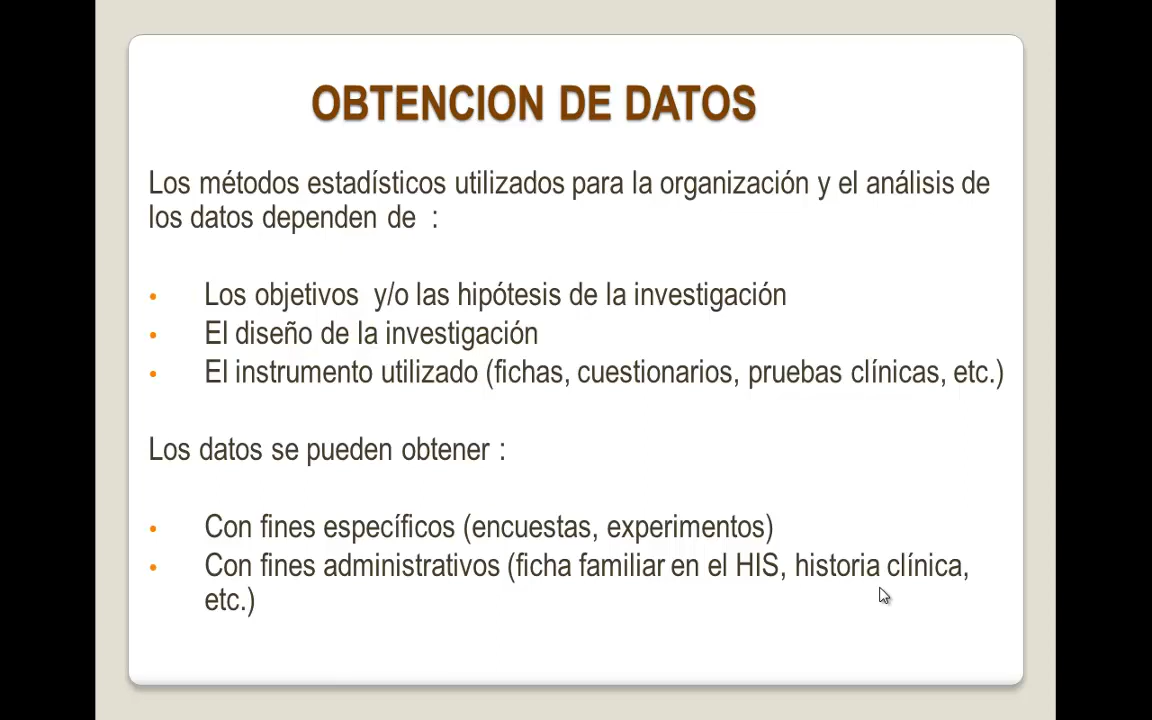 OBTENCION DE DATOS
Los métodos estadísticos utilizados para la organización y el análisis de
los datos dependen de :
• Los objetivos y/o las hipótesis de la investigación
• El diseño de la investigación
• El instrumento utilizado (fichas, cuestionarios, pruebas clínicas, etc.)
Los datos se pueden obtener :
• Con fines específicos (encuestas, experimentos)
• Con fines administrativos (ficha familiar en el HIS, historia clínica,
etc.)